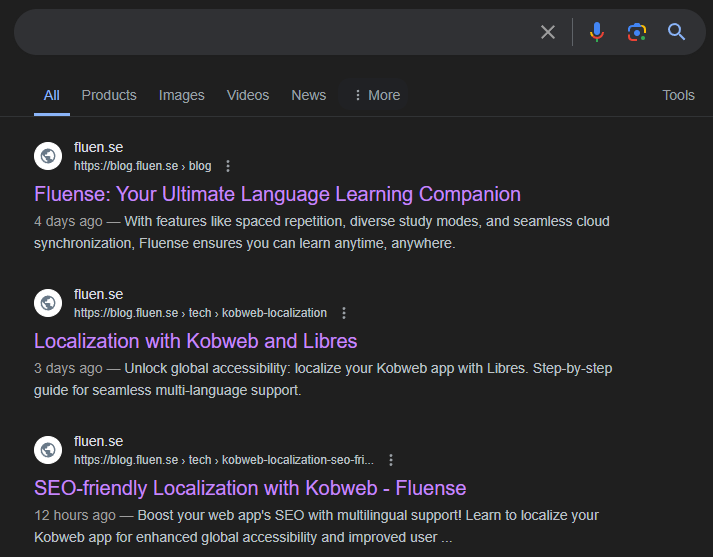 All Products Images Videos News More Tools
fluen.se
https://blog.fluen.se › blog
Fluense: Your Ultimate Language Learning Companion
4 days ago — With features like spaced repetition, diverse study modes, and seamless cloud
synchronization, Fluense ensures you can learn anytime, anywhere.
fluen.se
https://blog.fluen.se › tech › kobweb-localization
Localization with Kobweb and Libres
3 days ago — Unlock global accessibility: localize your Kobweb app with Libres. Step-by-step
guide for seamless multi-language support.
fluen.se
https://blog.fluen.se › tech › kobweb-localization-seo-fri...
SEO-friendly Localization with Kobweb - Fluense
12 hours ago — Boost your web app's SEO with multilingual support! Learn to localize your
Kobweb app for enhanced global accessibility and improved user ...